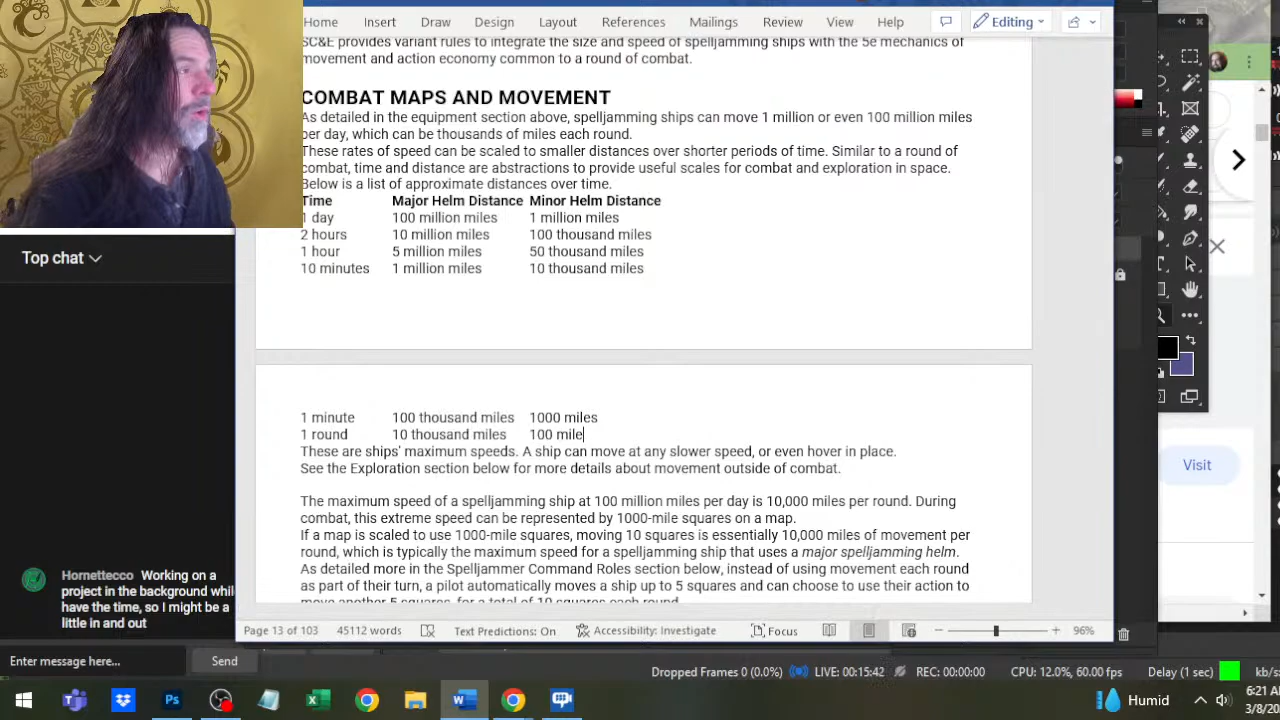 Home Insert Draw Design Layout References Mailings Review View Help Editing
SC&E provides variant rules to integrate the size and speed of spelljamming ships with the 5e mechanics of
movement and action economy common to a round of combat.
COMBAT MAPS AND MOVEMENT
As detailed in the equipment section above, spelljamming ships can move 1 million or even 100 million miles
per day, which can be thousands of miles each round.
These rates of speed can be scaled to smaller distances over shorter periods of time. Similar to a round of
combat, time and distance are abstractions to provide useful scales for combat and exploration in space.
Below is a list of approximate distances over time.
Time Major Helm Distance Minor Helm Distance
1 day 100 million miles 1 million miles
2 hours 10 million miles 100 thousand miles
1 hour 5 million miles 50 thousand miles
10 minutes 1 million miles 10 thousand miles
1 minute 100 thousand miles 1000 miles
1 round 10 thousand miles 100 mile
These are ships' maximum speeds. A ship can move at any slower speed, or even hover in place.
See the Exploration section below for more details about movement outside of combat.
The maximum speed of a spelljamming ship at 100 million miles per day is 10,000 miles per round. During
combat, this extreme speed can be represented by 1000-mile squares on a map.
If a map is scaled to use 1000-mile squares, moving 10 squares is essentially 10,000 miles of movement per
round, which is typically the maximum speed for a spelljamming ship that uses a major spelljamming helm.
As detailed more in the Spelljammer Command Roles section below, instead of using movement each round
as part of their turn, a pilot automatically moves a ship up to 5 squares and can choose to use their action to
move another 5 squares, for a total of 10 squares each round.
Page 13 of 103 45112 words Text Predictions: On Accessibility: Investigate Focus 96%
Top chat
Hornettecco Working on a
project in the background whil
have the time, so I might be a
little in and out
Enter message here... Send
Visit
Dropped Frames 0 (0.0%) LIVE: 00:15:42 REC: 00:00:00 CPU: 12.0%, 60.00 fps Delay (1 sec) kb/s
Humid
6:21 A
3/8/20